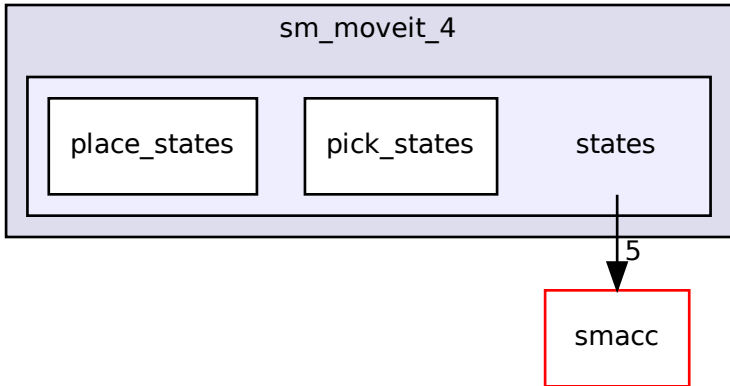 sm_moveit_4
place_states
pick_states
states
5
smacc